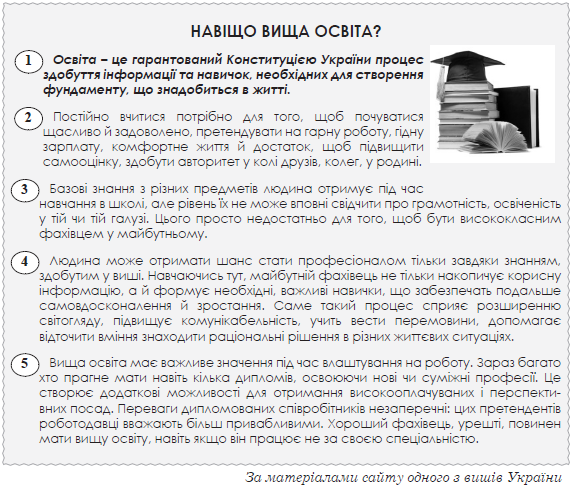 НАВІЩО ВИЩА ОСВІТА?
1 Освіта – це гарантований Конституцією України процес
здобуття інформації та навичок, необхідних для створення
фундаменту, що знадобиться в житті.
2 Постійно вчитися потрібно для того, щоб почуватися
щасливо й задоволено, претендувати на гарну роботу, гідну
зарплату, комфортне життя й достаток, щоб підвищити
самооцінку, здобути авторитет у колі друзів, колег, у родині.
3 Базові знання з різних предметів людина отримує під час
навчання в школі, але рівень їх не може вповні свідчити про грамотність, освіченість
у тій чи тій галузі. Цього просто недостатньо для того, щоб бути висококласним
фахівцем у майбутньому.
4 Людина може отримати шанс стати професіоналом тільки завдяки знанням,
здобутим у виші. Навчаючись тут, майбутній фахівець не тільки накопичує корисну
інформацію, а й формує необхідні, важливі навички, що забезпечать подальше
самовдосконалення й зростання. Саме такий процес сприяє розширенню
світогляду, підвищує комунікабельність, учить вести перемовини, допомагає
відточити вміння знаходити раціональні рішення в різних життєвих ситуаціях.
5 Вища освіта має важливе значення під час влаштування на роботу. Зараз багато
хто прагне мати навіть кілька дипломів, освоюючи нові чи суміжні професії. Це
створює додаткові можливості для отримання високооплачуваних і перспекти-
вних посад. Переваги дипломованих співробітників незаперечні: цих претендентів
роботодавці вважають більш привабливими. Хороший фахівець, урешті, повинен
мати вищу освіту, навіть якщо він працює не за своєю спеціальністю.
За матеріалами сайту одного з вишів України